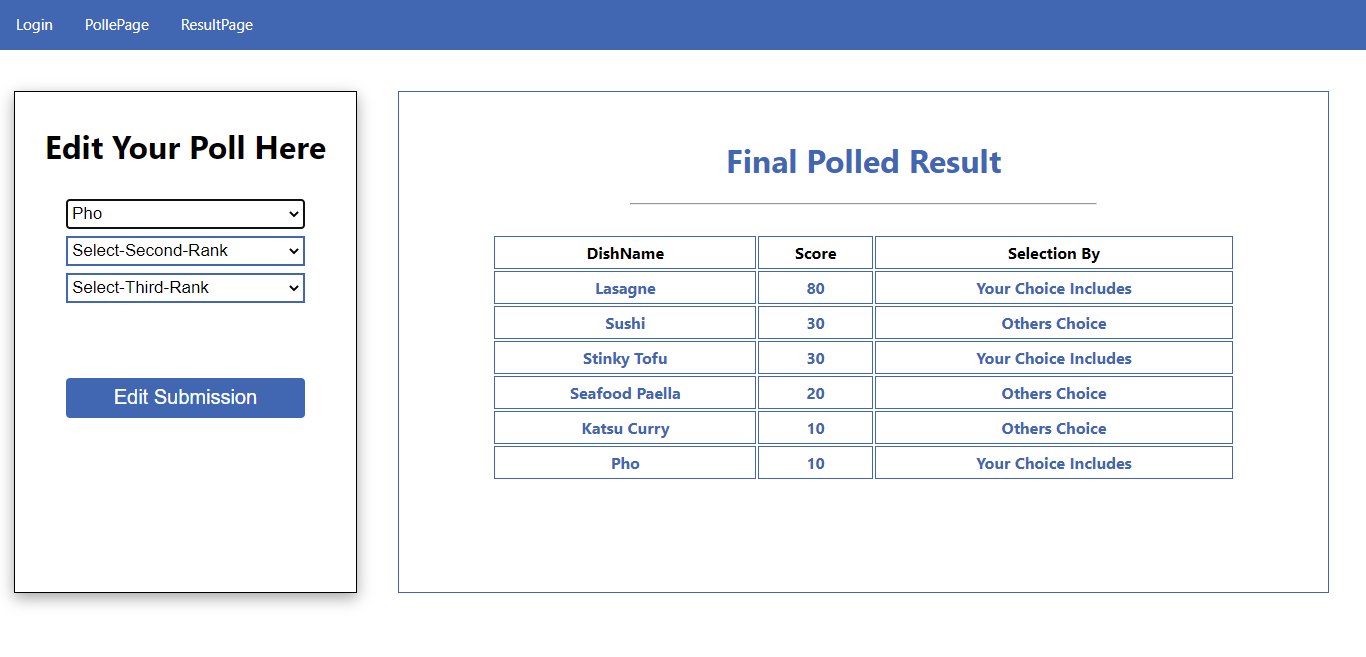 Login PollePage ResultPage
Edit Your Poll Here
Pho
Select-Second-Rank
Select-Third-Rank
Edit Submission
Final Polled Result
DishName Score Selection By
Lasagne 80 Your Choice Includes
Sushi 30 Others Choice
Stinky Tofu 30 Your Choice Includes
Seafood Paella 20 Others Choice
Katsu Curry 10 Others Choice
Pho 10 Your Choice Includes